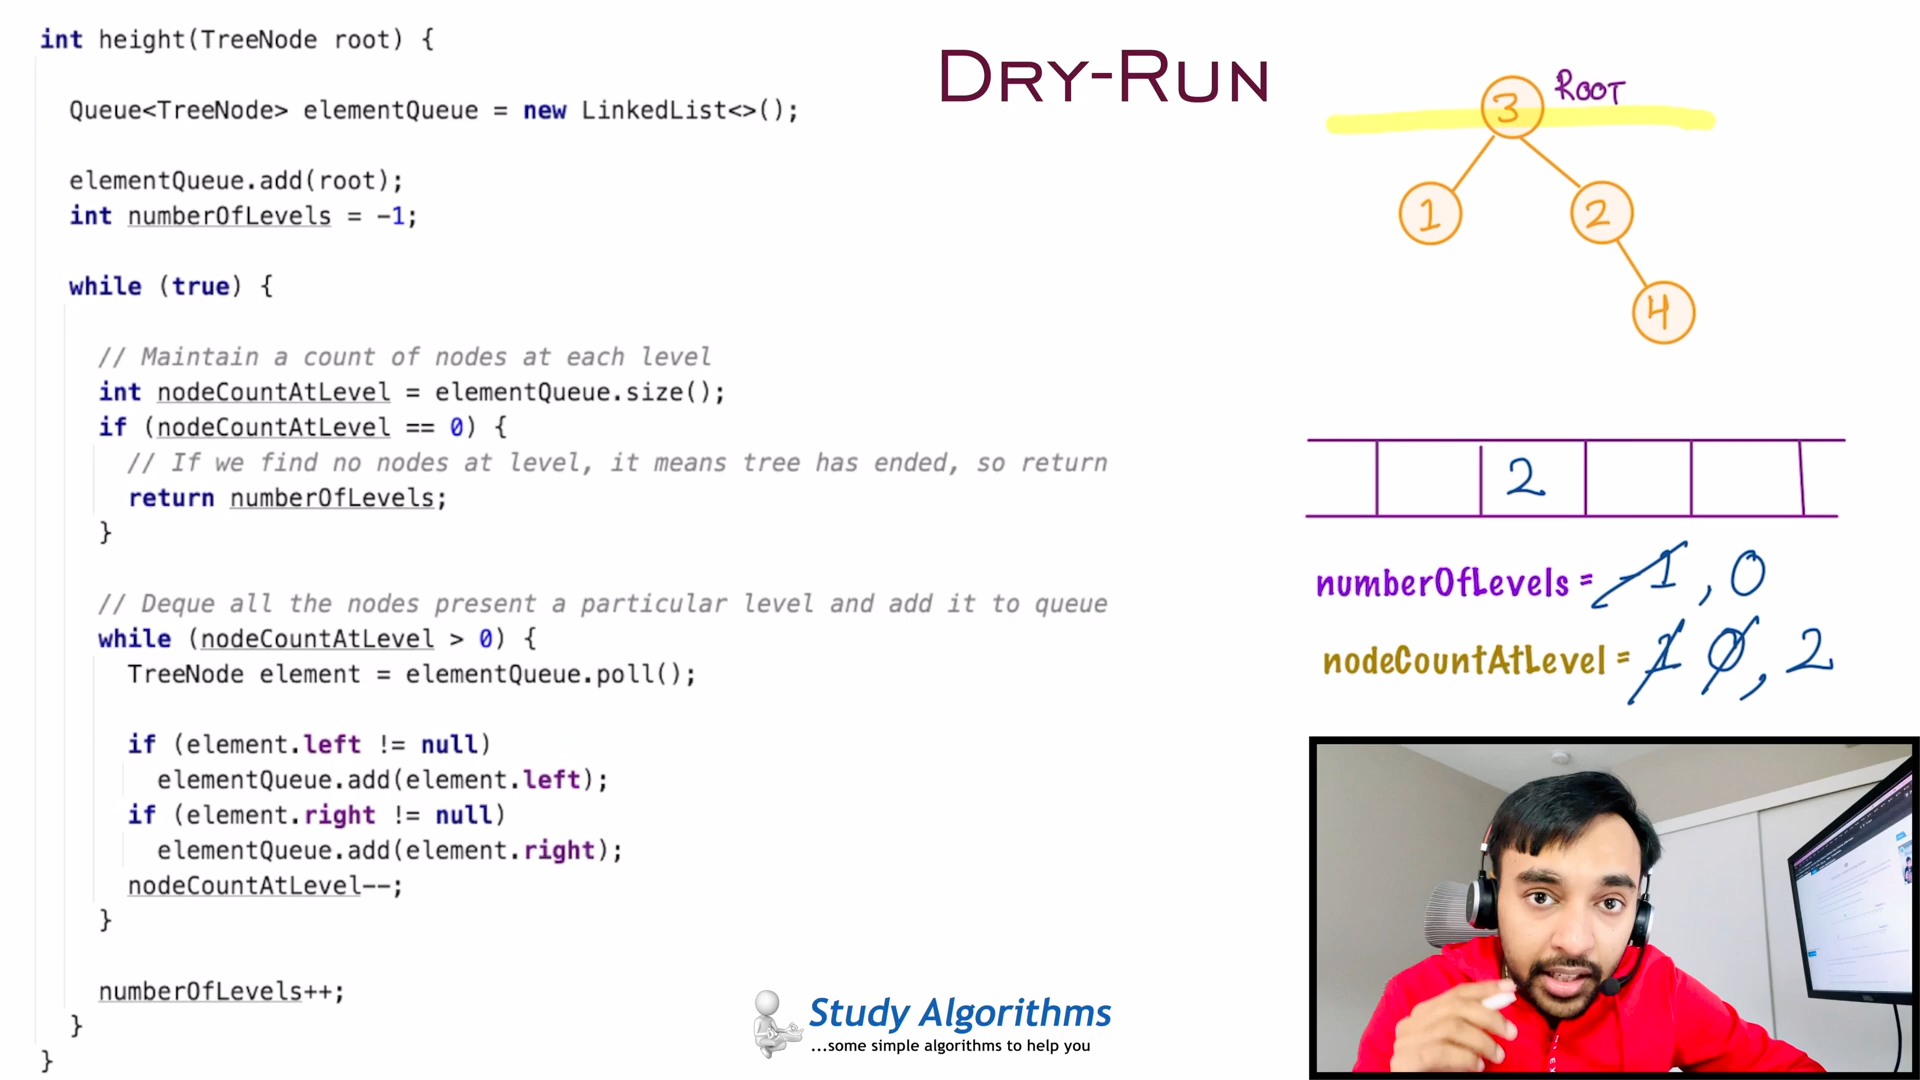 int height(TreeNode root) {
Queue<TreeNode> elementQueue = new LinkedList<>();
elementQueue.add(root);
int numberOfLevels = -1;
while (true) {
// Maintain a count of nodes at each level
int nodeCountAtLevel = elementQueue.size();
if (nodeCountAtLevel == 0) {
// If we find no nodes at level, it means tree has ended, so return
return numberOfLevels;
}
// Deque all the nodes present a particular level and add it to queue
while (nodeCountAtLevel > 0) {
TreeNode element = elementQueue.poll();
if (element.left != null)
elementQueue.add(element.left);
if (element.right != null)
elementQueue.add(element.right);
nodeCountAtLevel--;
}
numberOfLevels++;
}
}
DRY-RUN
3 ROOT
1 2
4
2
numberOfLevels = -1, 0
nodeCountAtLevel = 1 0, 2
Study Algorithms
...some simple algorithms to help you